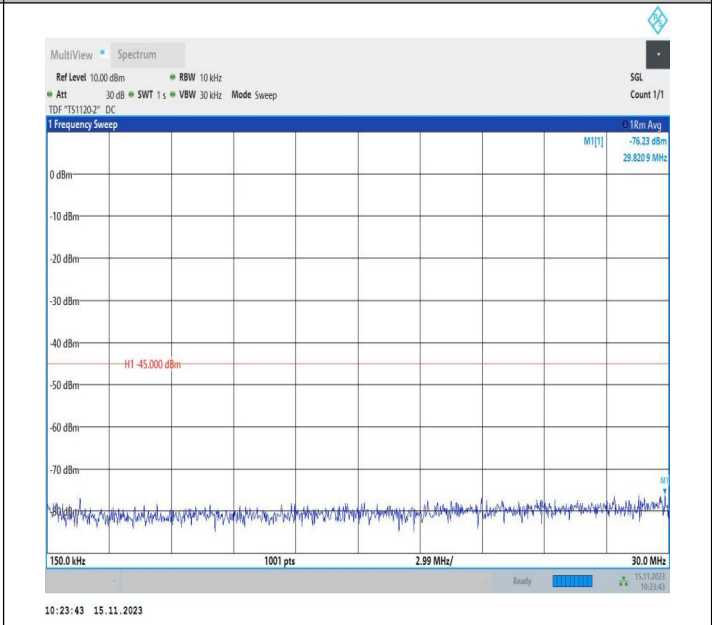 MultiView Spectrum
Ref Level 10.00 dBm RBW 10 kHz SGL
Att 30 dB SWT 1 s VBW 30 kHz Mode Sweep Count 1/1
TDF "TS1120-2" DC
1 Frequency Sweep 1Rm Avg
M1[1] -76.23 dBm
29.820 9 MHz
0 dBm
-10 dBm
-20 dBm
-30 dBm
-40 dBm
H1 -45.000 dBm
-50 dBm
-60 dBm
-70 dBm
M1
-80 dBm
150.0 kHz 1001 pts 2.99 MHz/ 30.0 MHz
Ready 15.11.2023
10:23:43
10:23:43 15.11.2023